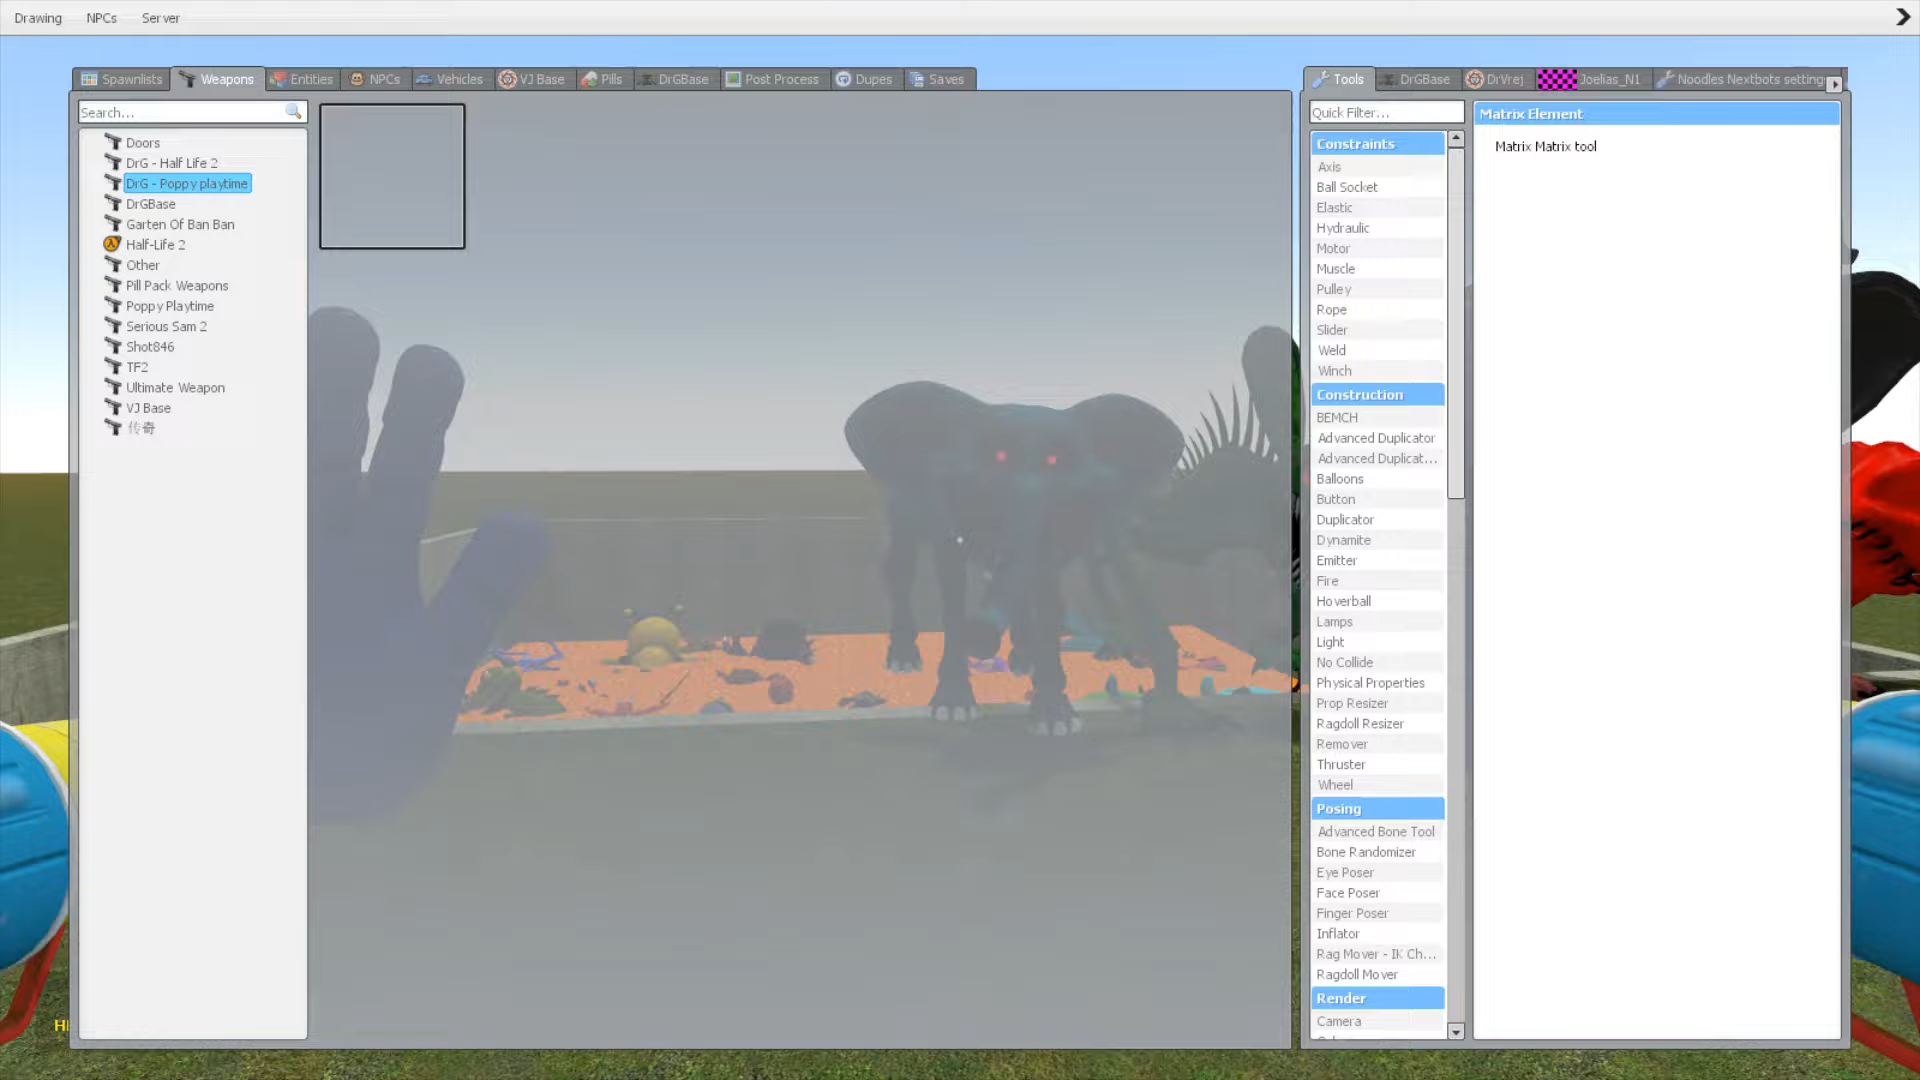 Drawing NPCs Server
Spawnlists Weapons Entities NPCs Vehicles VJ Base Pills DrGBase Post Process Dupes Saves
Tools DrGBase DrVrej Joelias_N1 Noodles Nextbots setting
Search...
Doors
DrG - Half Life 2
DrG - Poppy playtime
DrGBase
Garten Of Ban Ban
Half-Life 2
Other
Pill Pack Weapons
Poppy Playtime
Serious Sam 2
Shot846
TF2
Ultimate Weapon
VJ Base
传奇
Quick Filter...
Constraints
Axis
Ball Socket
Elastic
Hydraulic
Motor
Muscle
Pulley
Rope
Slider
Weld
Winch
Construction
BEMCH
Advanced Duplicator
Advanced Duplicat...
Balloons
Button
Duplicator
Dynamite
Emitter
Fire
Hoverball
Lamps
Light
No Collide
Physical Properties
Prop Resizer
Ragdoll Resizer
Remover
Thruster
Wheel
Posing
Advanced Bone Tool
Bone Randomizer
Eye Poser
Face Poser
Finger Poser
Inflator
Rag Mover - IK Ch...
Ragdoll Mover
Render
Camera
Matrix Element
Matrix Matrix tool